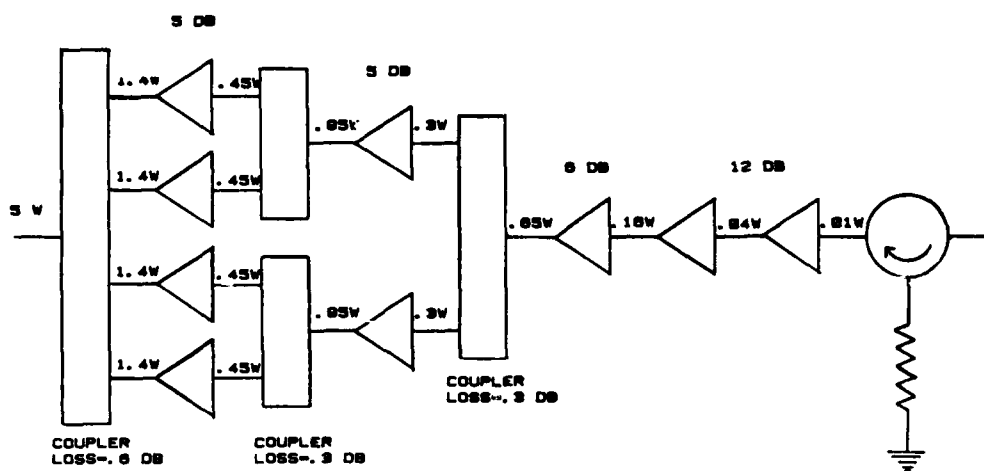 5 DB
1.4W
.45W
5 DB
.85W
.3W
1.4W
.45W
6 DB
12 DB
5 W
.65W
.16W
.04W
.01W
1.4W
.45W
.85W
.3W
1.4W
.45W
COUPLER
LOSS=.3 DB
COUPLER
LOSS=.6 DB
COUPLER
LOSS=.3 DB